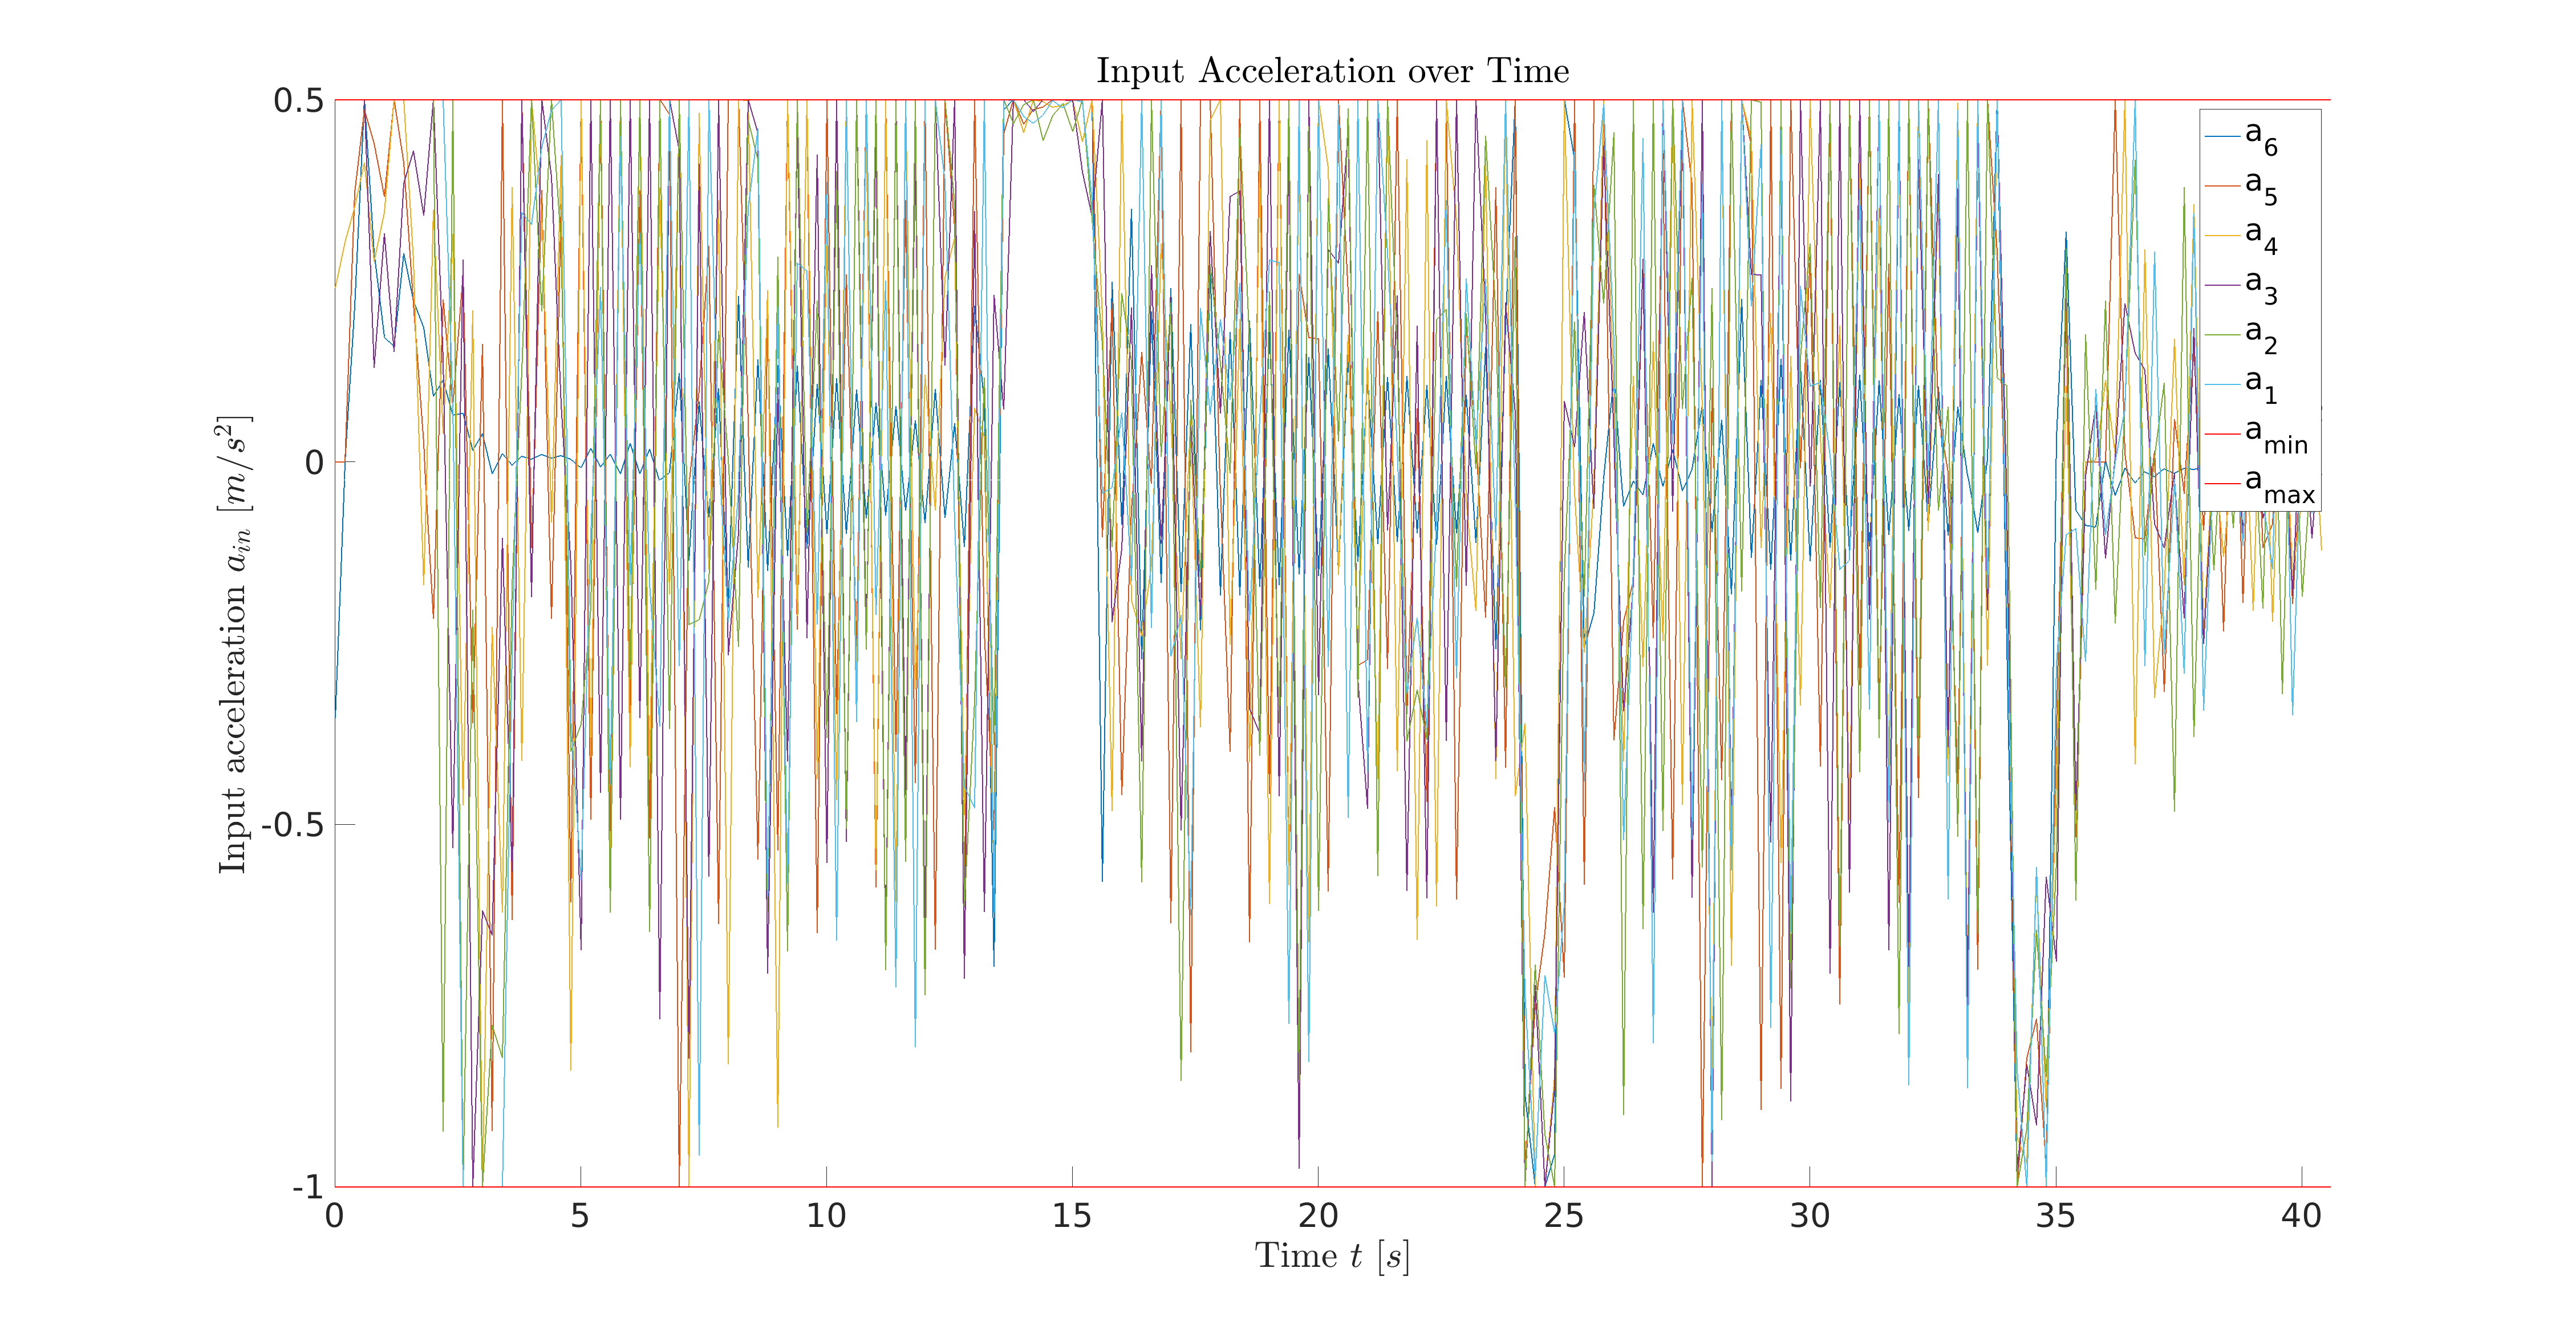 Input Acceleration over Time
0.5
0
-0.5
-1
Input acceleration a_in [m/s²]
a_6
a_5
a_4
a_3
a_2
a_1
a_min
a_max
0 5 10 15 20 25 30 35 40
Time t [s]